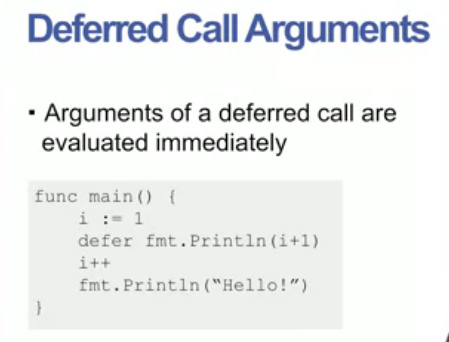 Deferred Call Arguments
▪ Arguments of a deferred call are
evaluated immediately
func main() {
    i := 1
    defer fmt.Println(i+1)
    i++
    fmt.Println(“Hello!”)
}